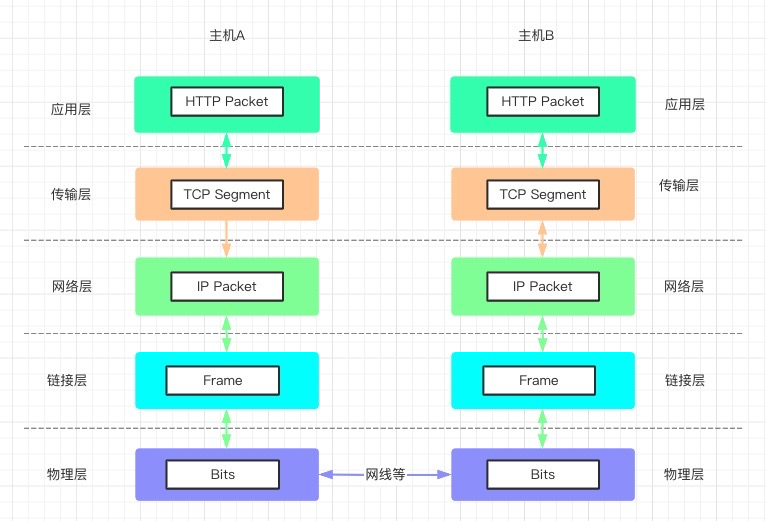 主机A 主机B
应用层 HTTP Packet HTTP Packet 应用层
传输层 TCP Segment TCP Segment 传输层
网络层 IP Packet IP Packet 网络层
链接层 Frame Frame 链接层
物理层 Bits 网线等 Bits 物理层